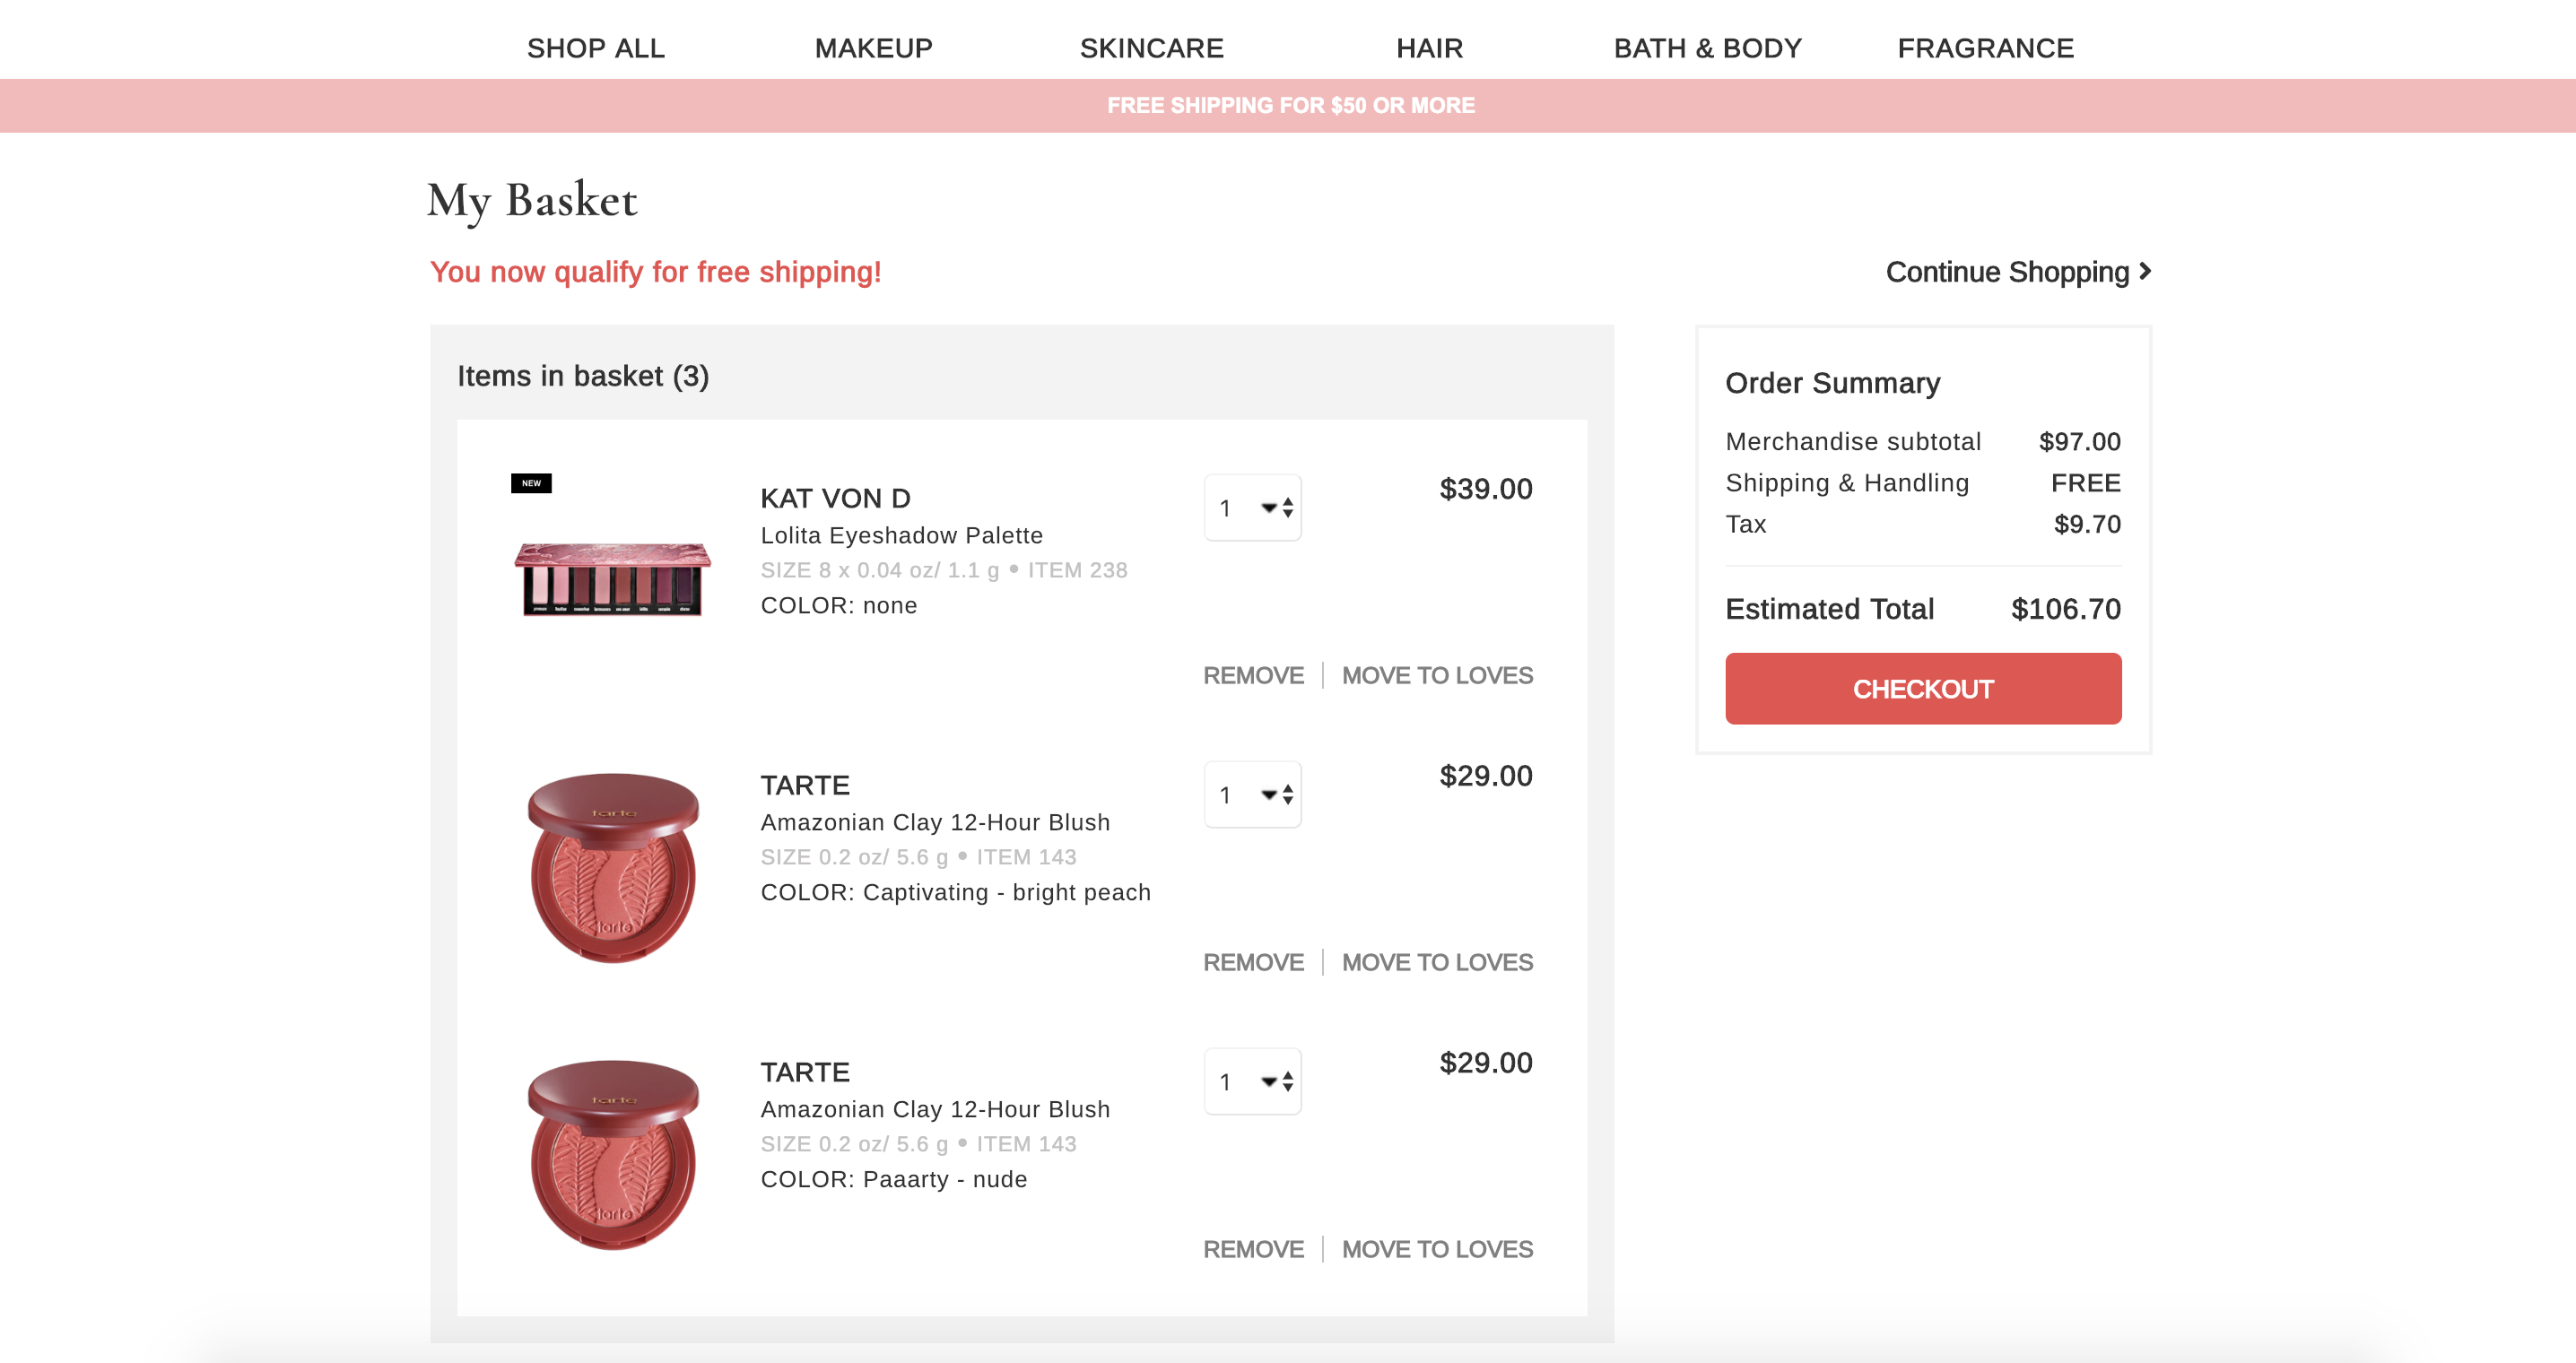 SHOP ALL MAKEUP SKINCARE HAIR BATH & BODY FRAGRANCE
FREE SHIPPING FOR $50 OR MORE
My Basket
You now qualify for free shipping!
Continue Shopping
Items in basket (3)
NEW
KAT VON D
Lolita Eyeshadow Palette
SIZE 8 x 0.04 oz/ 1.1 g • ITEM 238
COLOR: none
1
$39.00
REMOVE | MOVE TO LOVES
tarte
tarte
TARTE
Amazonian Clay 12-Hour Blush
SIZE 0.2 oz/ 5.6 g • ITEM 143
COLOR: Captivating - bright peach
1
$29.00
REMOVE | MOVE TO LOVES
tarte
tarte
TARTE
Amazonian Clay 12-Hour Blush
SIZE 0.2 oz/ 5.6 g • ITEM 143
COLOR: Paaarty - nude
1
$29.00
REMOVE | MOVE TO LOVES
Order Summary
Merchandise subtotal $97.00
Shipping & Handling FREE
Tax $9.70
Estimated Total $106.70
CHECKOUT